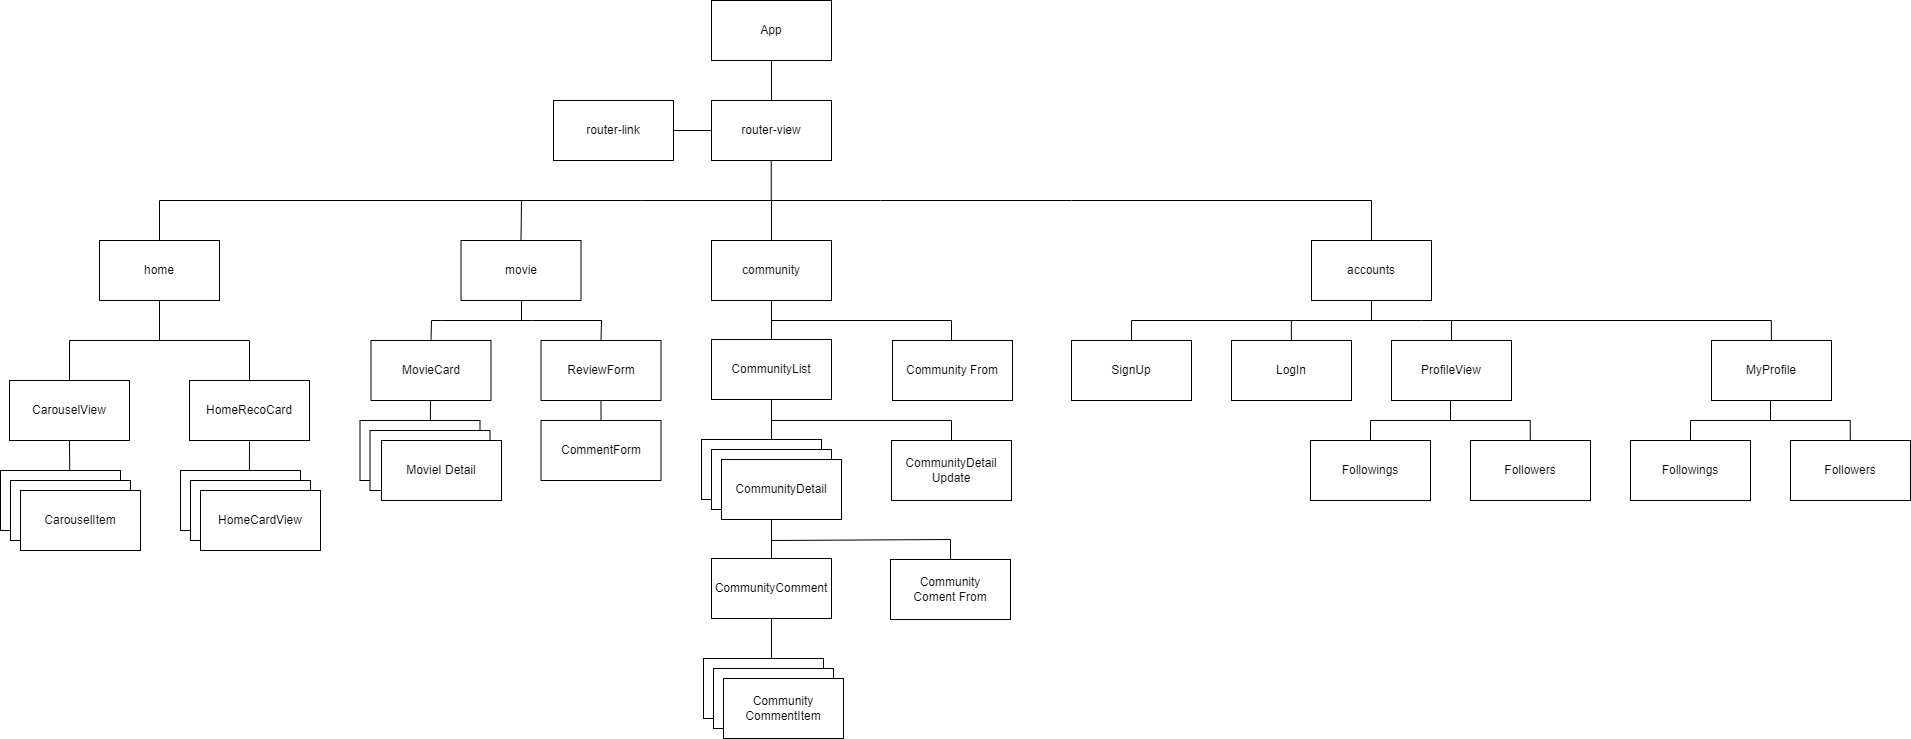 App
router-link
router-view
home
movie
community
accounts
MovieCard
ReviewForm
CommunityList
Community From
SignUp
LogIn
ProfileView
MyProfile
CarouselView
HomeRecoCard
CommentForm
Moviel Detail
CommunityDetail
CommunityDetail
Update
Followings
Followers
Followings
Followers
CarouselItem
HomeCardView
CommunityComment
Community
Coment From
Community
CommentItem